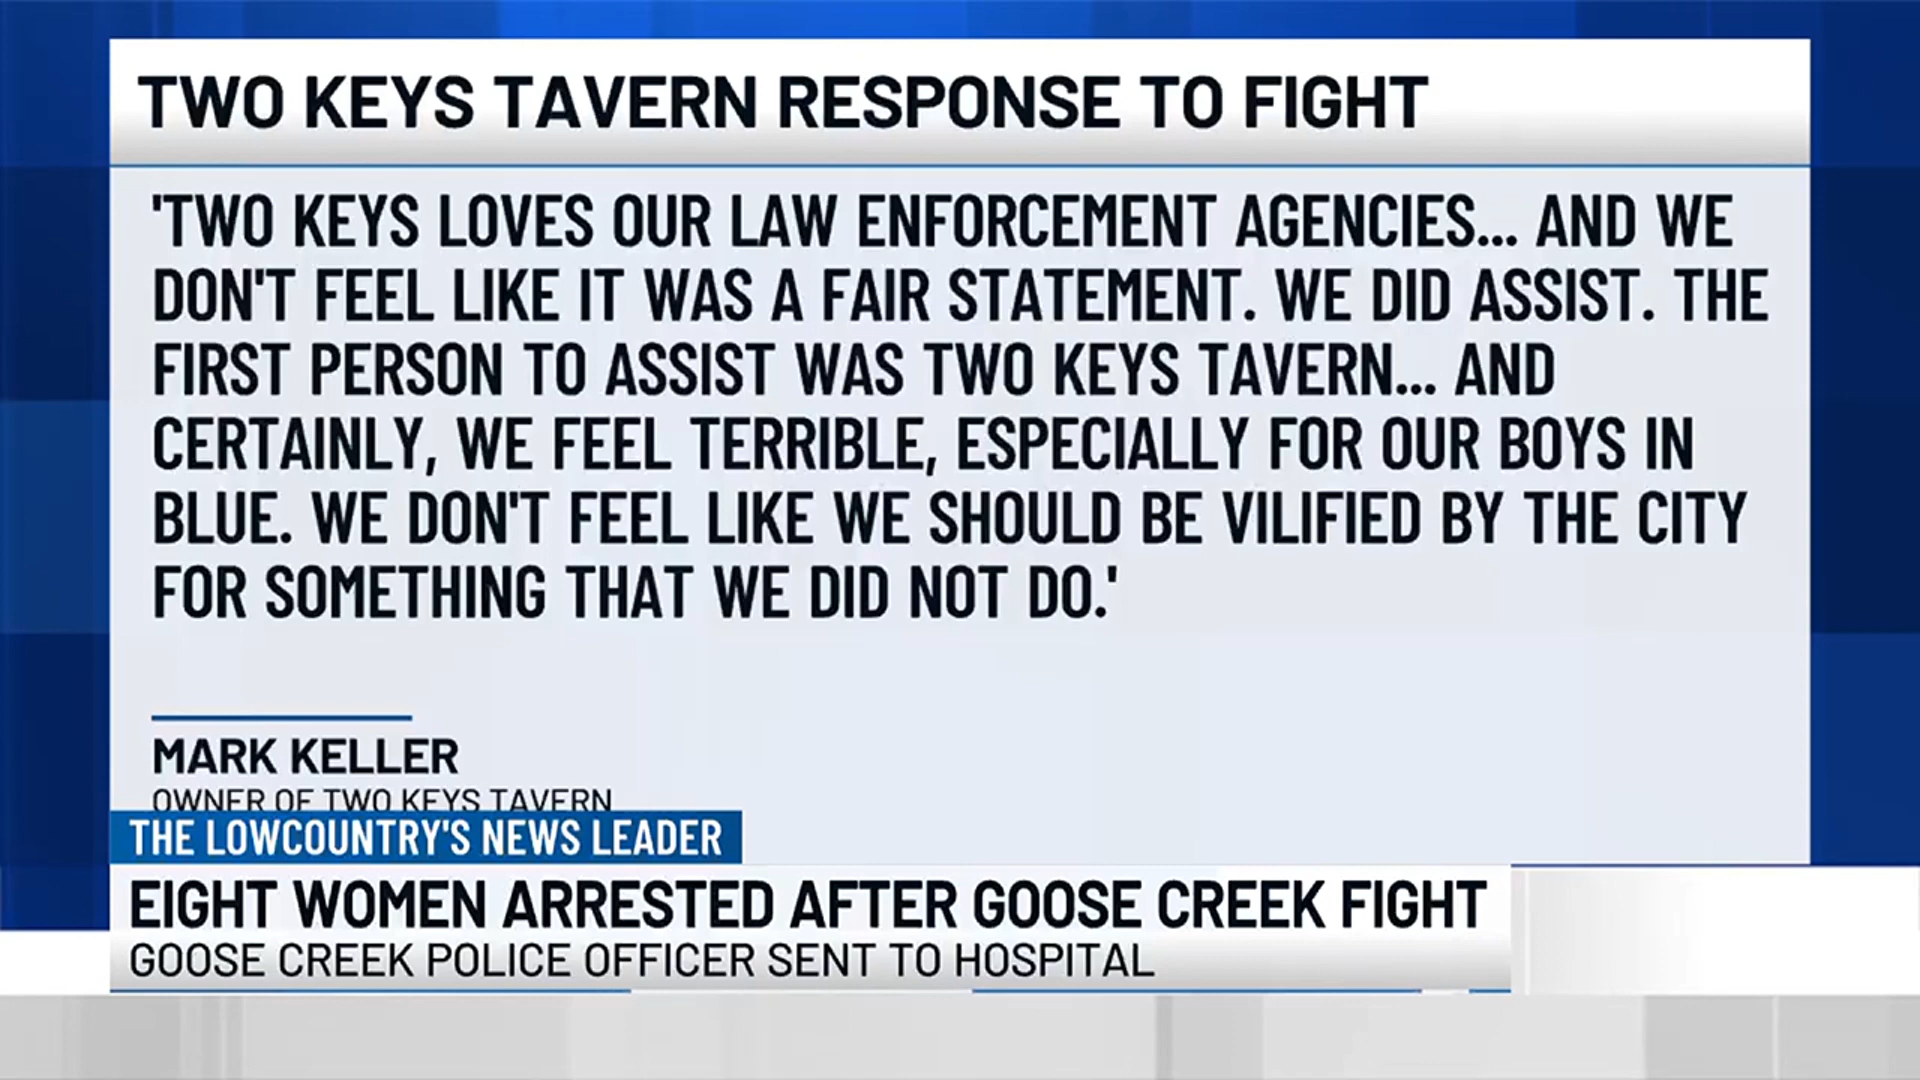 TWO KEYS TAVERN RESPONSE TO FIGHT
'TWO KEYS LOVES OUR LAW ENFORCEMENT AGENCIES... AND WE
DON'T FEEL LIKE IT WAS A FAIR STATEMENT. WE DID ASSIST. THE
FIRST PERSON TO ASSIST WAS TWO KEYS TAVERN... AND
CERTAINLY, WE FEEL TERRIBLE, ESPECIALLY FOR OUR BOYS IN
BLUE. WE DON'T FEEL LIKE WE SHOULD BE VILIFIED BY THE CITY
FOR SOMETHING THAT WE DID NOT DO.'
MARK KELLER
OWNER OF TWO KEYS TAVERN
THE LOWCOUNTRY'S NEWS LEADER
EIGHT WOMEN ARRESTED AFTER GOOSE CREEK FIGHT
GOOSE CREEK POLICE OFFICER SENT TO HOSPITAL